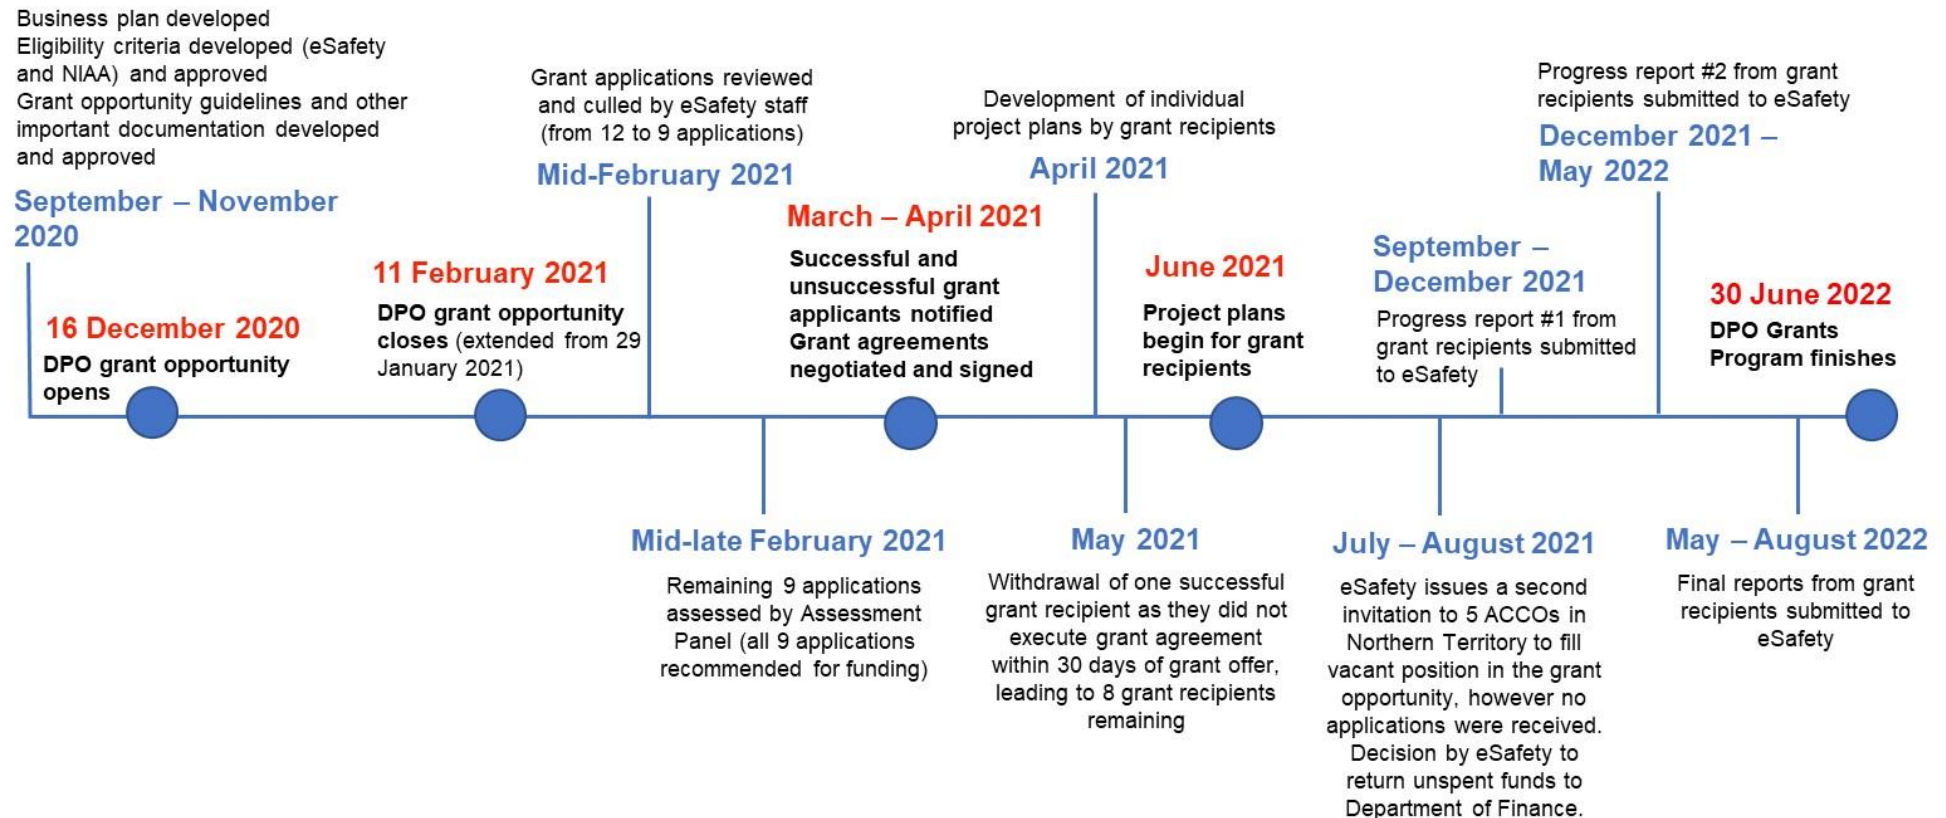 Business plan developed
Eligibility criteria developed (eSafety
and NIAA) and approved
Grant opportunity guidelines and other
important documentation developed
and approved
September – November
2020
16 December 2020
DPO grant opportunity
opens
11 February 2021
DPO grant opportunity
closes (extended from 29
January 2021)
Grant applications reviewed
and culled by eSafety staff
(from 12 to 9 applications)
Mid-February 2021
Mid-late February 2021
Remaining 9 applications
assessed by Assessment
Panel (all 9 applications
recommended for funding)
March – April 2021
Successful and
unsuccessful grant
applicants notified
Grant agreements
negotiated and signed
Development of individual
project plans by grant recipients
April 2021
May 2021
Withdrawal of one successful
grant recipient as they did not
execute grant agreement
within 30 days of grant offer,
leading to 8 grant recipients
remaining
June 2021
Project plans
begin for grant
recipients
July – August 2021
eSafety issues a second
invitation to 5 ACCOs in
Northern Territory to fill
vacant position in the grant
opportunity, however no
applications were received.
Decision by eSafety to
return unspent funds to
Department of Finance.
September –
December 2021
Progress report #1 from
grant recipients submitted
to eSafety
Progress report #2 from grant
recipients submitted to eSafety
December 2021 –
May 2022
May – August 2022
Final reports from grant
recipients submitted to
eSafety
30 June 2022
DPO Grants
Program finishes